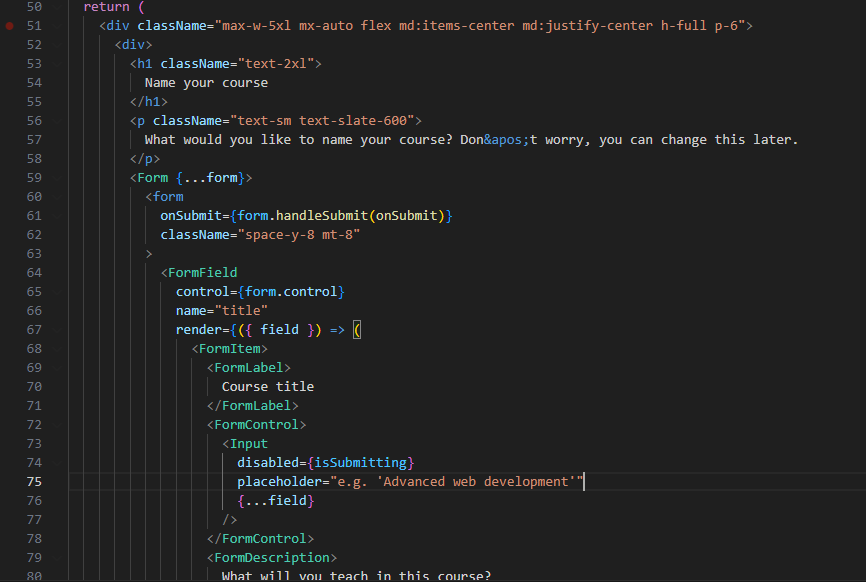 50 return (
51 <div className="max-w-5xl mx-auto flex md:items-center md:justify-center h-full p-6">
52 <div>
53 <h1 className="text-2xl">
54 Name your course
55 </h1>
56 <p className="text-sm text-slate-600">
57 What would you like to name your course? Don&apos;t worry, you can change this later.
58 </p>
59 <Form {...form}>
60 <form
61 onSubmit={form.handleSubmit(onSubmit)}
62 className="space-y-8 mt-8"
63 >
64 <FormField
65 control={form.control}
66 name="title"
67 render={({ field }) => (
68 <FormItem>
69 <FormLabel>
70 Course title
71 </FormLabel>
72 <FormControl>
73 <Input
74 disabled={isSubmitting}
75 placeholder="e.g. 'Advanced web development'"
76 {...field}
77 />
78 </FormControl>
79 <FormDescription>
80 What will you teach in this course?